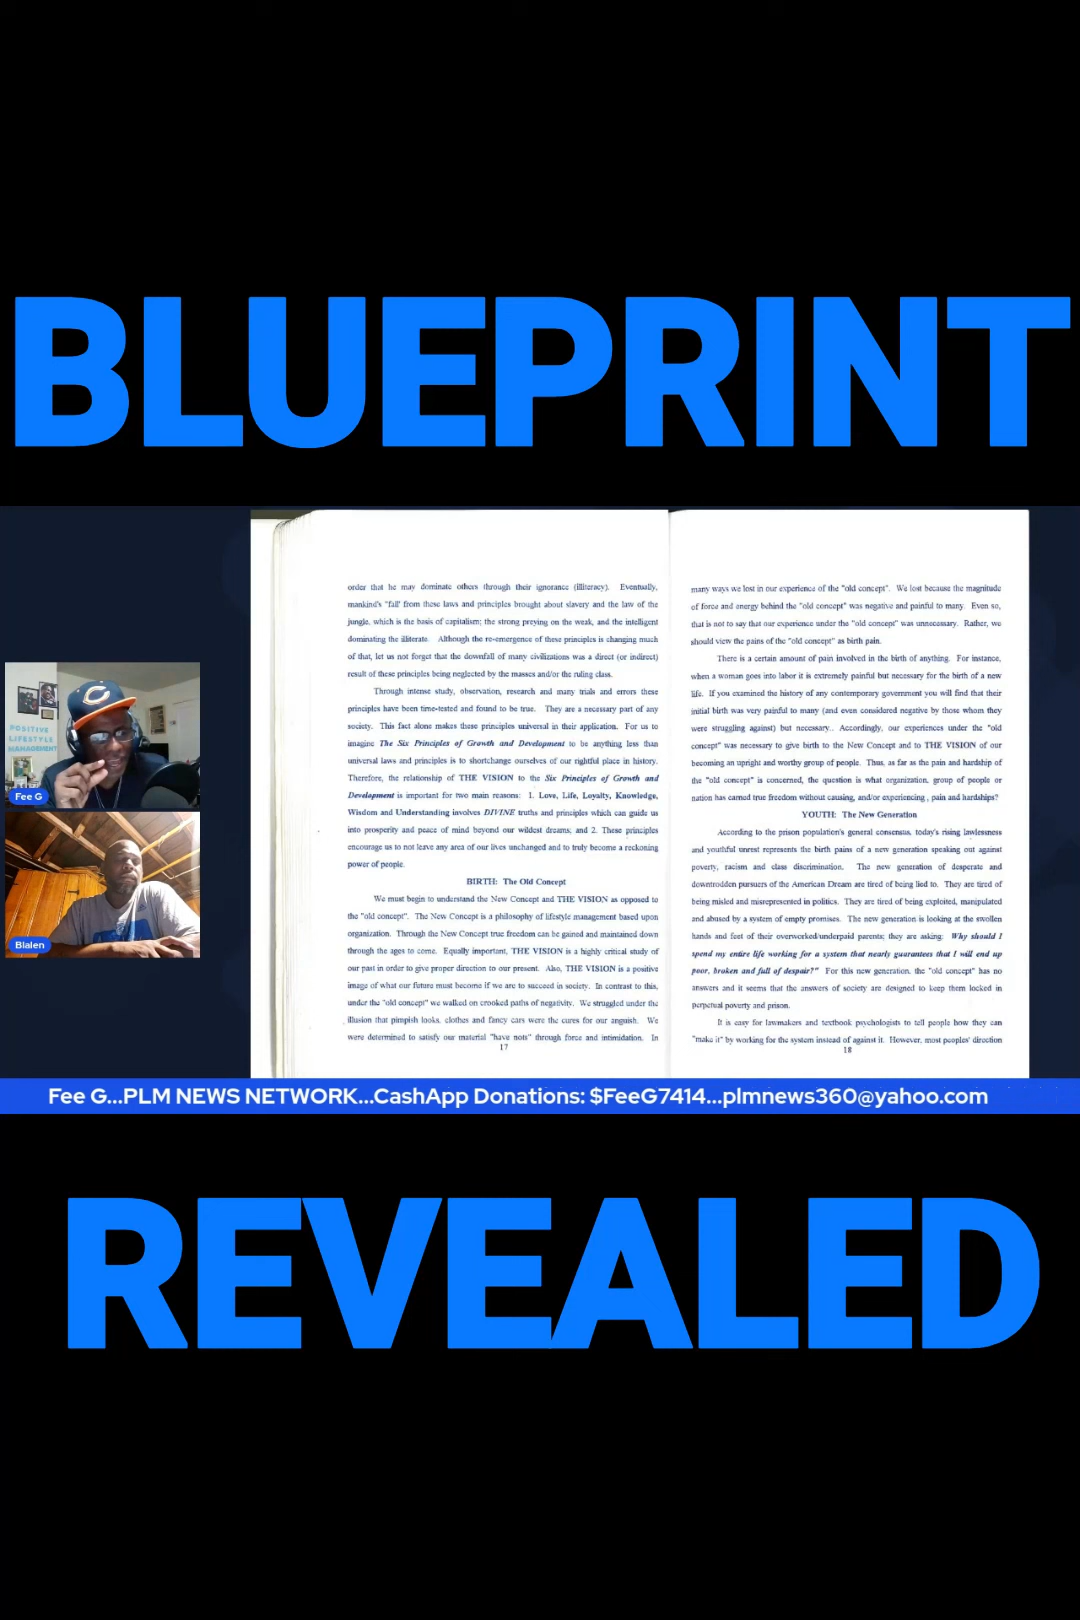 BLUEPRINT
order that he may dominate others through their ignorance (illiteracy). Eventually,
mankind's "fall" from these laws and principles brought about slavery and the law of the
jungle, which is the basis of capitalism; the strong preying on the weak, and the intelligent
dominating the illiterate. Although the re-emergence of these principles is changing much
of that, let us not forget that the downfall of many civilizations was a direct (or indirect)
result of these principles being neglected by the masses and/or the ruling class.
Through intense study, observation, research and many trials and errors these
principles have been time-tested and found to be true. They are a necessary part of any
society. This fact alone makes these principles universal in their application. For us to
imagine The Six Principles of Growth and Development to be anything less than
universal laws and principles is to shortchange ourselves of our rightful place in history.
Therefore, the relationship of THE VISION to the Six Principles of Growth and
Development is important for two main reasons: 1. Love, Life, Loyalty, Knowledge,
Wisdom and Understanding involves DIVINE truths and principles which can guide us
into prosperity and peace of mind beyond our wildest dreams; and 2. These principles
encourage us to not leave any area of our lives unchanged and to truly become a reckoning
power of people.
BIRTH: The Old Concept
We must begin to understand the New Concept and THE VISION as opposed to
the "old concept". The New Concept is a philosophy of lifestyle management based upon
organization. Through the New Concept true freedom can be gained and maintained down
through the ages to come. Equally important, THE VISION is a highly critical study of
our past in order to give proper direction to our present. Also, THE VISION is a positive
image of what our future must become if we are to succeed in society. In contrast to this,
under the "old concept" we walked on crooked paths of negativity. We struggled under the
illusion that pimpish looks, clothes and fancy cars were the cures for our anguish. We
were determined to satisfy our material "have nots" through force and intimidation. In
17
many ways we lost in our experience of the "old concept". We lost because the magnitude
of force and energy behind the "old concept" was negative and painful to many. Even so,
that is not to say that our experience under the "old concept" was unnecessary. Rather, we
should view the pains of the "old concept" as birth pain.
There is a certain amount of pain involved in the birth of anything. For instance,
when a woman goes into labor it is extremely painful but necessary for the birth of a new
life. If you examined the history of any contemporary government you will find that their
initial birth was very painful to many (and even considered negative by those whom they
were struggling against) but necessary.. Accordingly, our experiences under the "old
concept" was necessary to give birth to the New Concept and to THE VISION of our
becoming an upright and worthy group of people. Thus, as far as the pain and hardship of
the "old concept" is concerned, the question is what organization, group of people or
nation has earned true freedom without causing, and/or experiencing , pain and hardships?
YOUTH: The New Generation
According to the prison population's general consensus, today's rising lawlessness
and youthful unrest represents the birth pains of a new generation speaking out against
poverty, racism and class discrimination. The new generation of desperate and
downtrodden pursuers of the American Dream are tired of being lied to. They are tired of
being misled and misrepresented in politics. They are tired of being exploited, manipulated
and abused by a system of empty promises. The new generation is looking at the swollen
hands and feet of their overworked/underpaid parents; they are asking: Why should I
spend my entire life working for a system that nearly guarantees that I will end up
poor, broken and full of despair?" For this new generation, the "old concept" has no
answers and it seems that the answers of society are designed to keep them locked in
perpetual poverty and prison.
It is easy for lawmakers and textbook psychologists to tell people how they can
"make it" by working for the system instead of against it. However, most peoples' direction
18
POSITIVE
LIFESTYLE
MANAGEMENT
Fee G
Blalen
Fee G...PLM NEWS NETWORK...CashApp Donations: $FeeG7414...plmnews360@yahoo.com
REVEALED